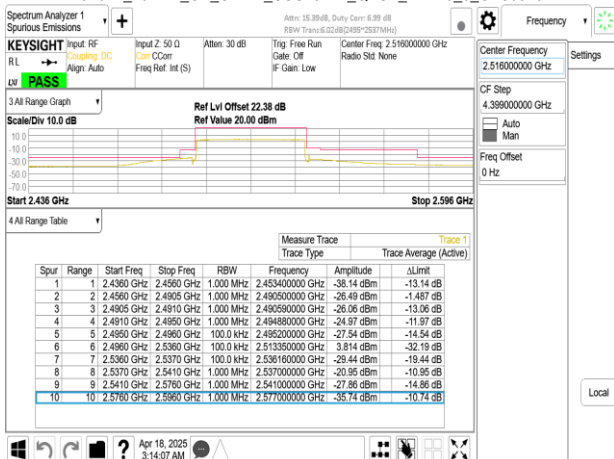 Spectrum Analyzer 1
Spurious Emissions
Attn: 15.39dB, Duty Corr: 6.99 dB
RBW Trans:6.02dB(2495~2537MHz)
Frequency
KEYSIGHT
RL
PASS
Input: RF
Coupling: DC
Align: Auto
Input Z: 50 Ω
Corr CCorr
Freq Ref: Int (S)
Atten: 30 dB
Trig: Free Run
Gate: Off
IF Gain: Low
Center Freq: 2.516000000 GHz
Radio Std: None
Center Frequency
2.516000000 GHz
Settings
CF Step
4.399000000 GHz
Auto
Man
Freq Offset
0 Hz
3 All Range Graph
Scale/Div 10.0 dB
Ref Lvl Offset 22.38 dB
Ref Value 20.00 dBm
10.0
-10.0
-30.0
-50.0
-70.0
Start 2.436 GHz
Stop 2.596 GHz
4 All Range Table
Measure Trace Trace 1
Trace Type Trace Average (Active)
Spur Range Start Freq Stop Freq RBW Frequency Amplitude ΔLimit
1 1 2.4360 GHz 2.4560 GHz 1.000 MHz 2.453400000 GHz -38.14 dBm -13.14 dB
2 2 2.4560 GHz 2.4905 GHz 1.000 MHz 2.490500000 GHz -26.49 dBm -1.487 dB
3 3 2.4905 GHz 2.4910 GHz 1.000 MHz 2.490590000 GHz -26.06 dBm -13.06 dB
4 4 2.4910 GHz 2.4950 GHz 1.000 MHz 2.494880000 GHz -24.97 dBm -11.97 dB
5 5 2.4950 GHz 2.4960 GHz 100.0 kHz 2.495200000 GHz -27.54 dBm -14.54 dB
6 6 2.4960 GHz 2.5360 GHz 100.0 kHz 2.513350000 GHz 3.814 dBm -32.19 dB
7 7 2.5360 GHz 2.5370 GHz 100.0 kHz 2.536160000 GHz -29.44 dBm -19.44 dB
8 8 2.5370 GHz 2.5410 GHz 1.000 MHz 2.537000000 GHz -20.95 dBm -10.95 dB
9 9 2.5410 GHz 2.5760 GHz 1.000 MHz 2.541000000 GHz -27.86 dBm -14.86 dB
10 10 2.5760 GHz 2.5960 GHz 1.000 MHz 2.577000000 GHz -35.74 dBm -10.74 dB
Local
Apr 18, 2025
3:14:07 AM